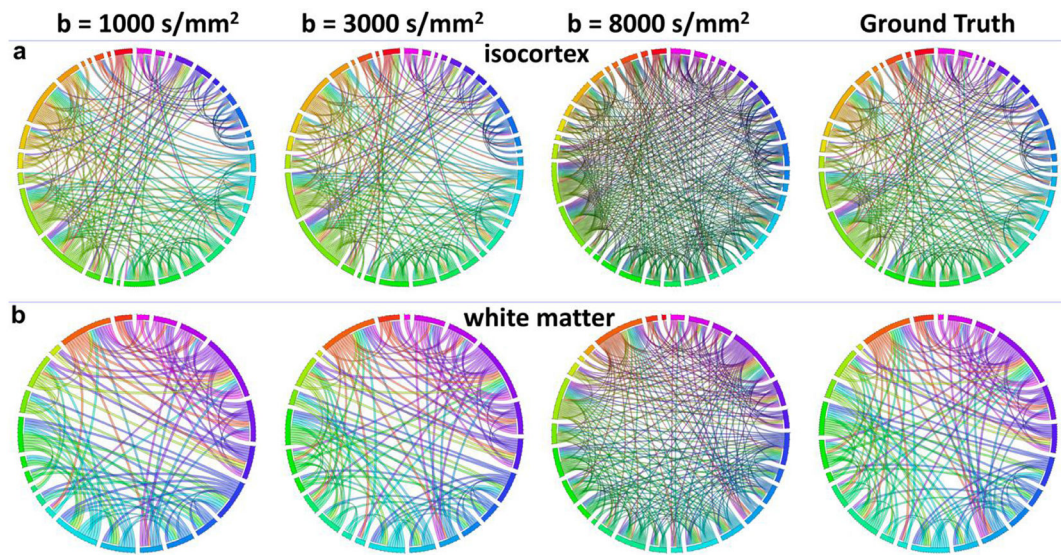 b = 1000 s/mm² b = 3000 s/mm² b = 8000 s/mm² Ground Truth
a isocortex
b white matter